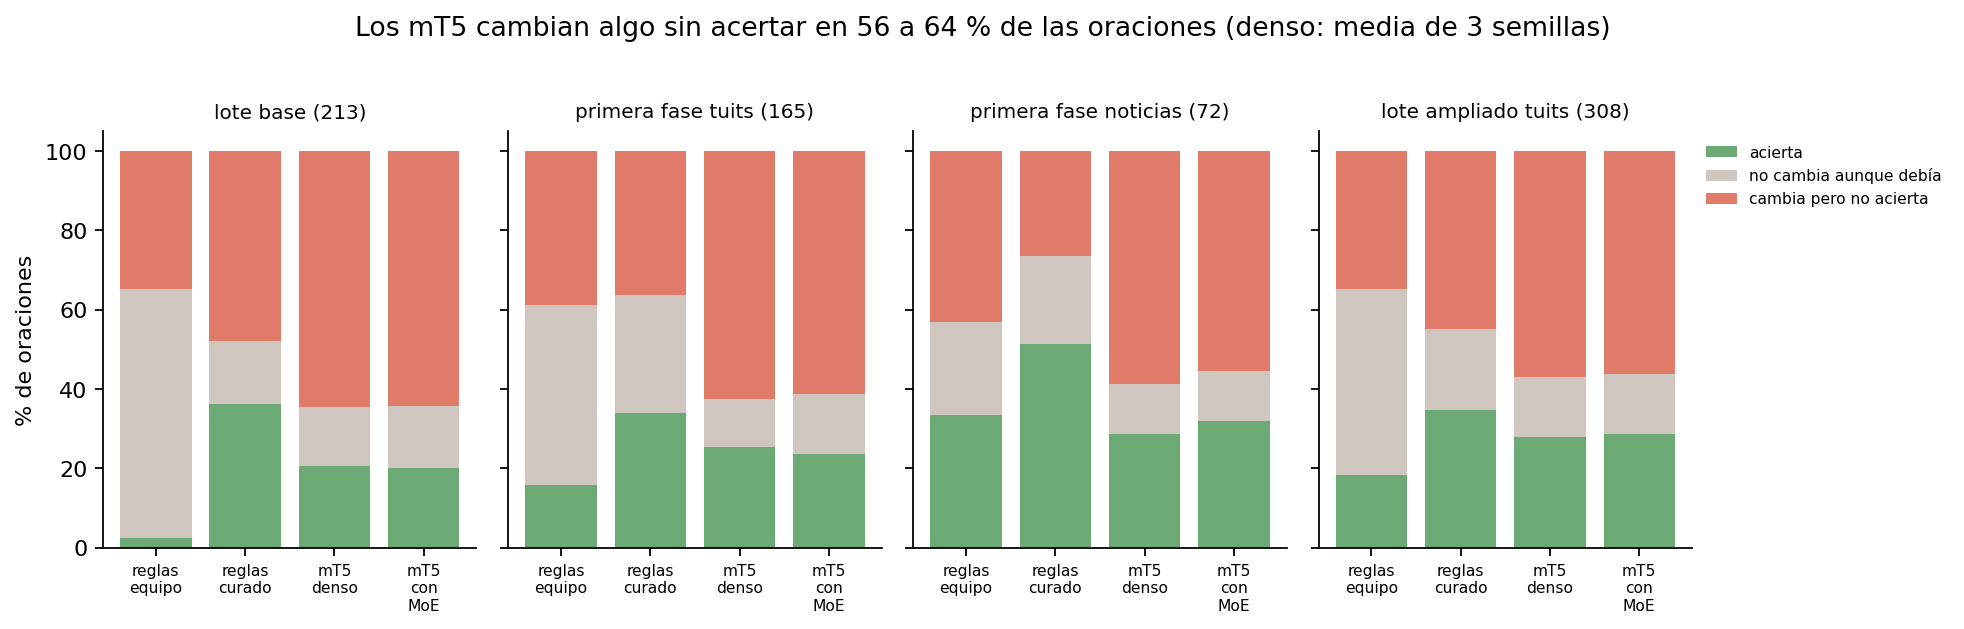 Los mT5 cambian algo sin acertar en 56 a 64 % de las oraciones (denso: media de 3 semillas)
lote base (213)
primera fase tuits (165)
primera fase noticias (72)
lote ampliado tuits (308)
acierta
no cambia aunque debía
cambia pero no acierta
% de oraciones
100
80
60
40
20
0
reglas
equipo
reglas
curado
mT5
denso
mT5
con
MoE
reglas
equipo
reglas
curado
mT5
denso
mT5
con
MoE
reglas
equipo
reglas
curado
mT5
denso
mT5
con
MoE
reglas
equipo
reglas
curado
mT5
denso
mT5
con
MoE